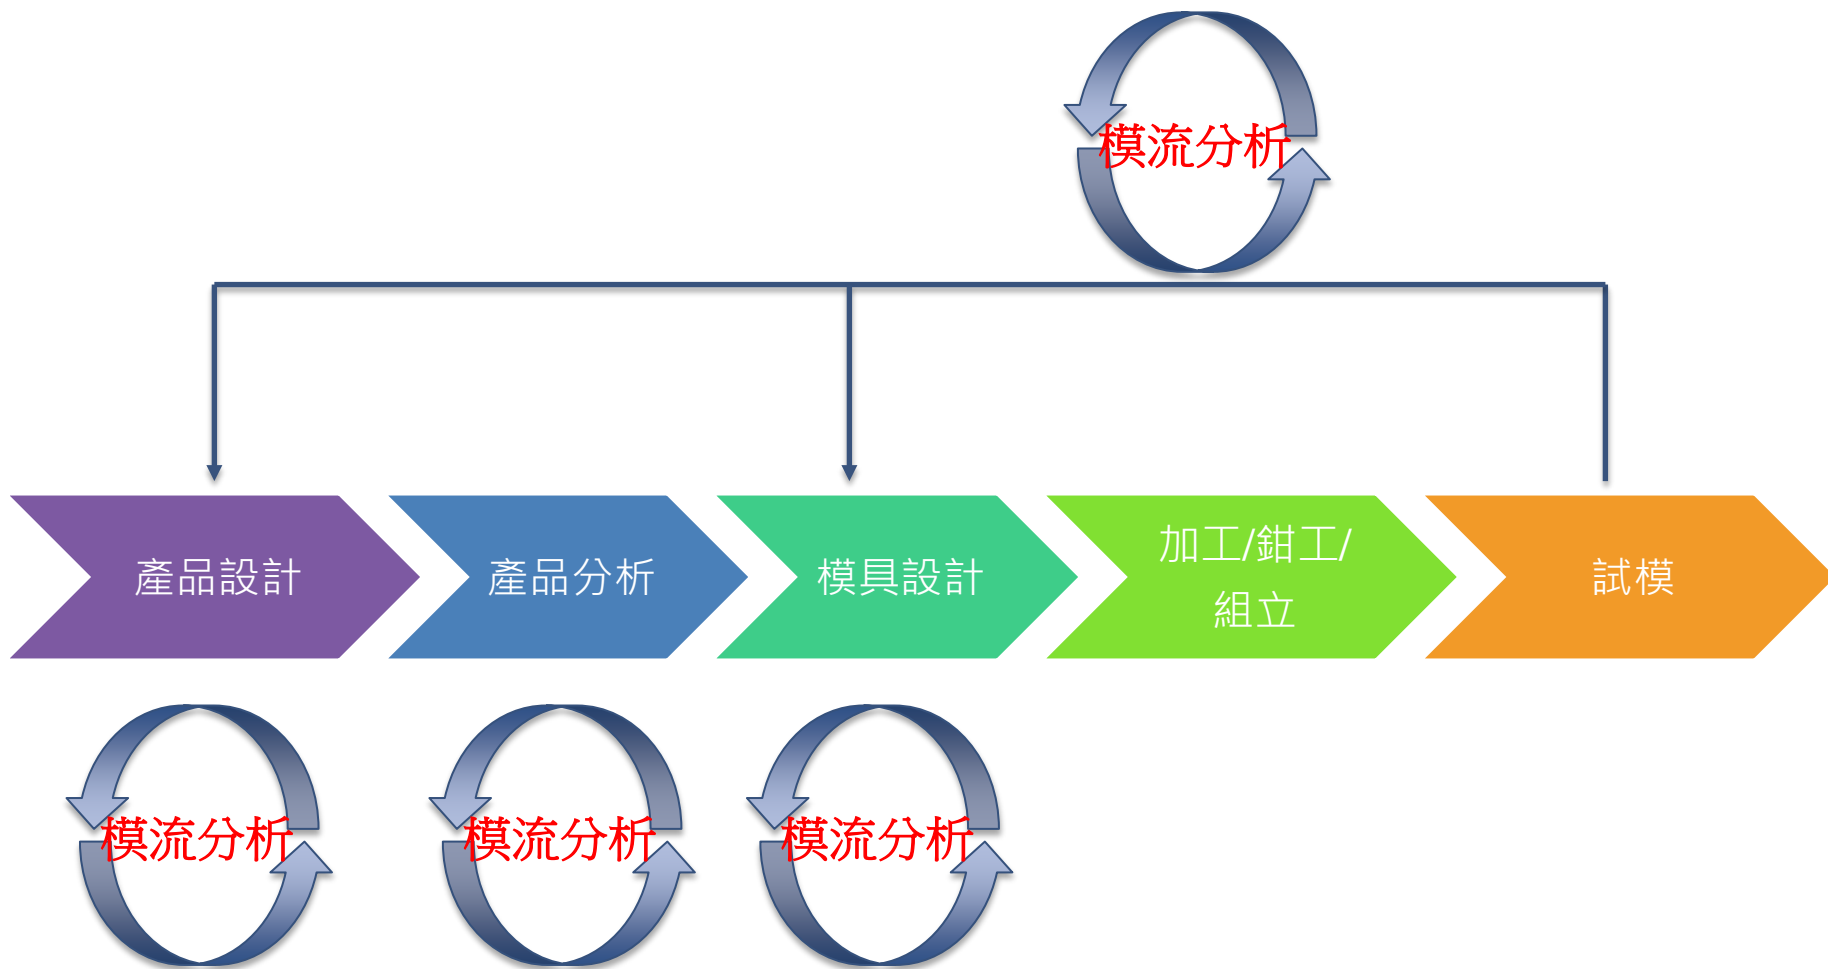 模流分析
產品設計
產品分析
模具設計
加工/鉗工/
組立
試模
模流分析
模流分析
模流分析